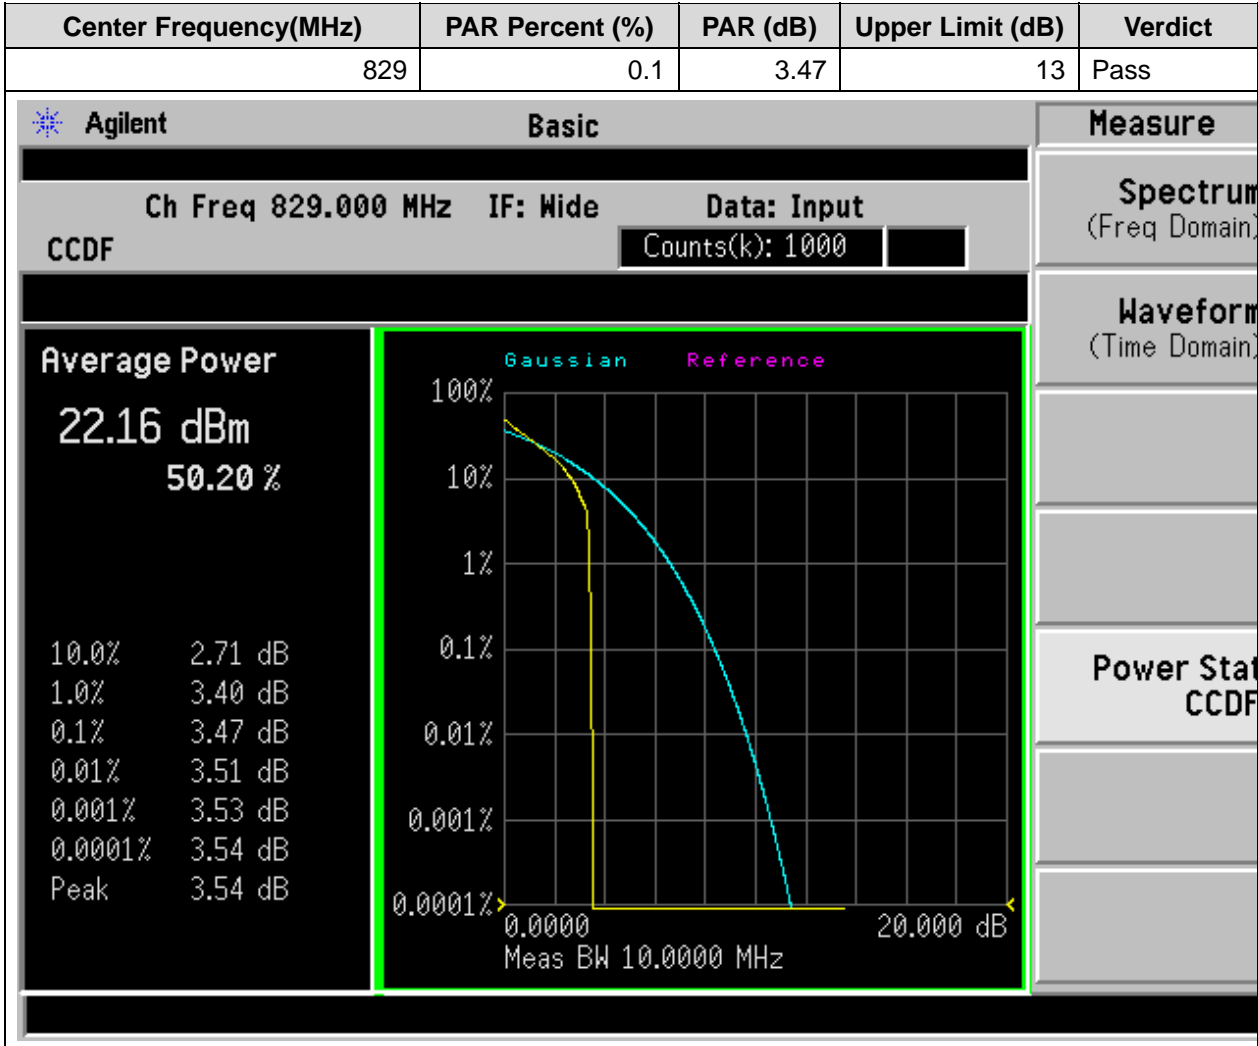 Center Frequency(MHz) PAR Percent (%) PAR (dB) Upper Limit (dB) Verdict
829 0.1 3.47 13 Pass
Agilent Basic Measure
Ch Freq 829.000 MHz IF: Wide Data: Input
CCDF Counts(k): 1000
Spectrum
(Freq Domain)
Waveform
(Time Domain)
Power Stat
CCDF
Average Power
22.16 dBm
50.20 %
10.0% 2.71 dB
1.0% 3.40 dB
0.1% 3.47 dB
0.01% 3.51 dB
0.001% 3.53 dB
0.0001% 3.54 dB
Peak 3.54 dB
Gaussian Reference
100%
10%
1%
0.1%
0.01%
0.001%
0.0001%
0.0000 20.000 dB
Meas BW 10.0000 MHz